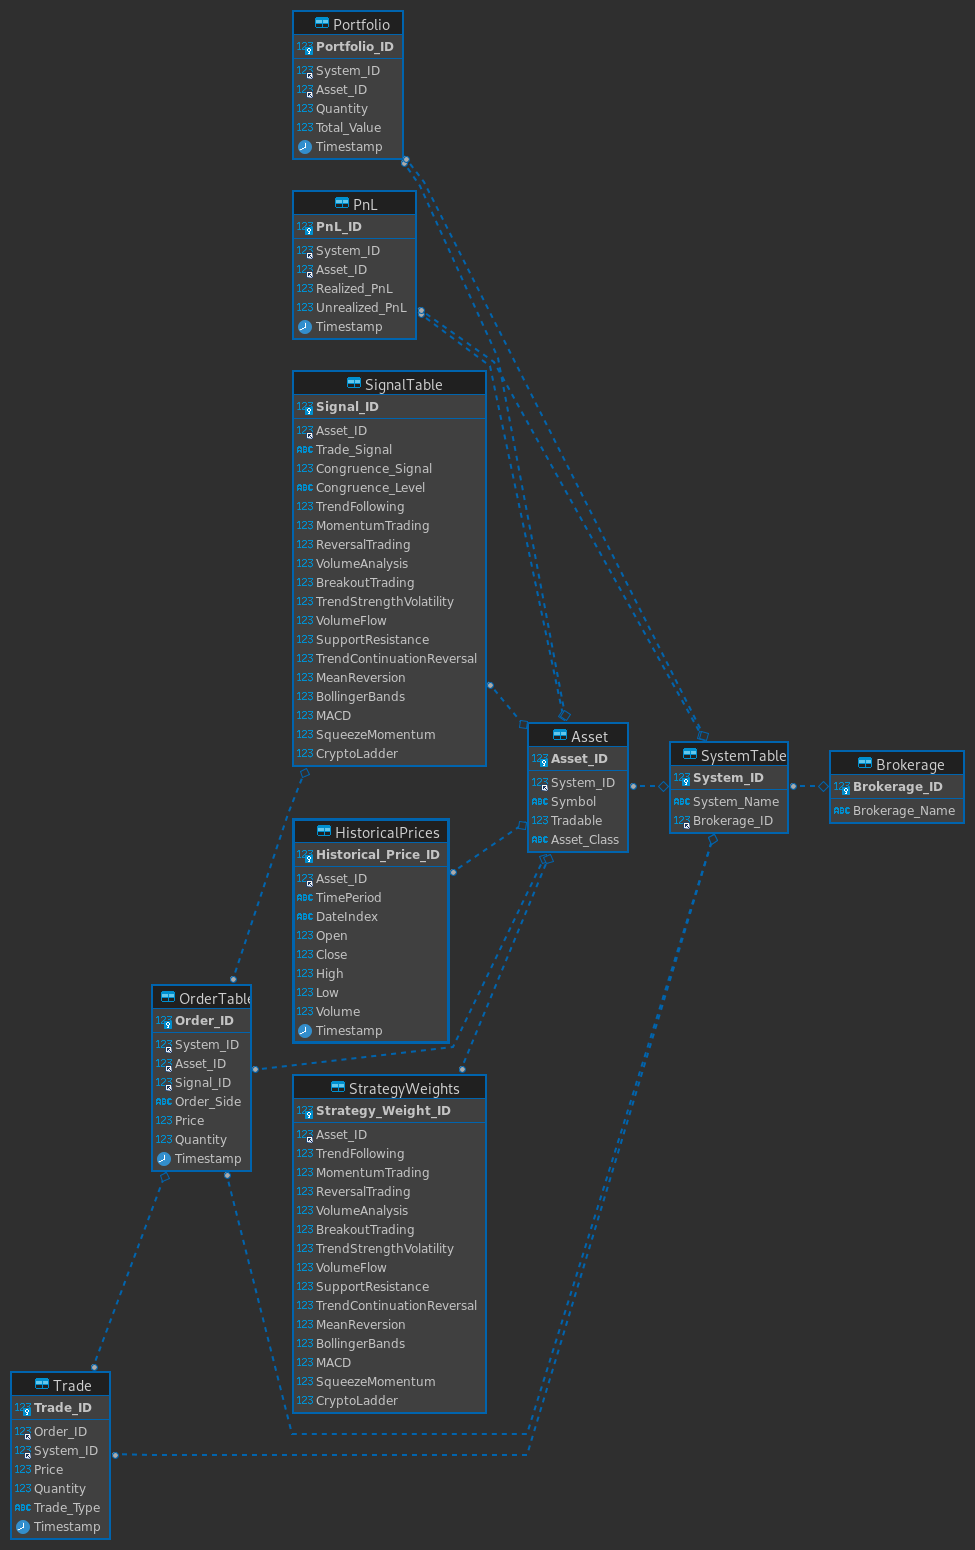 Portfolio
123 Portfolio_ID
123 System_ID
123 Asset_ID
123 Quantity
123 Total_Value
Timestamp
PnL
123 PnL_ID
123 System_ID
123 Asset_ID
123 Realized_PnL
123 Unrealized_PnL
Timestamp
SignalTable
123 Signal_ID
123 Asset_ID
ABC Trade_Signal
123 Congruence_Signal
ABC Congruence_Level
123 TrendFollowing
123 MomentumTrading
123 ReversalTrading
123 VolumeAnalysis
123 BreakoutTrading
123 TrendStrengthVolatility
123 VolumeFlow
123 SupportResistance
123 TrendContinuationReversal
123 MeanReversion
123 BollingerBands
123 MACD
123 SqueezeMomentum
123 CryptoLadder
Asset
123 Asset_ID
123 System_ID
ABC Symbol
123 Tradable
ABC Asset_Class
SystemTable
123 System_ID
ABC System_Name
123 Brokerage_ID
Brokerage
123 Brokerage_ID
ABC Brokerage_Name
HistoricalPrices
123 Historical_Price_ID
123 Asset_ID
ABC TimePeriod
ABC DateIndex
123 Open
123 Close
123 High
123 Low
123 Volume
Timestamp
OrderTable
123 Order_ID
123 System_ID
123 Asset_ID
123 Signal_ID
ABC Order_Side
123 Price
123 Quantity
Timestamp
StrategyWeights
123 Strategy_Weight_ID
123 Asset_ID
123 TrendFollowing
123 MomentumTrading
123 ReversalTrading
123 VolumeAnalysis
123 BreakoutTrading
123 TrendStrengthVolatility
123 VolumeFlow
123 SupportResistance
123 TrendContinuationReversal
123 MeanReversion
123 BollingerBands
123 MACD
123 SqueezeMomentum
123 CryptoLadder
Trade
123 Trade_ID
123 Order_ID
123 System_ID
123 Price
123 Quantity
ABC Trade_Type
Timestamp